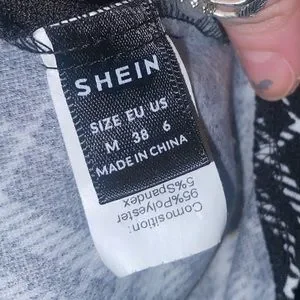 SHEIN
SIZE EU US
M 38 6
MADE IN CHINA
Comosition:
95%Polyester
5%Spandex